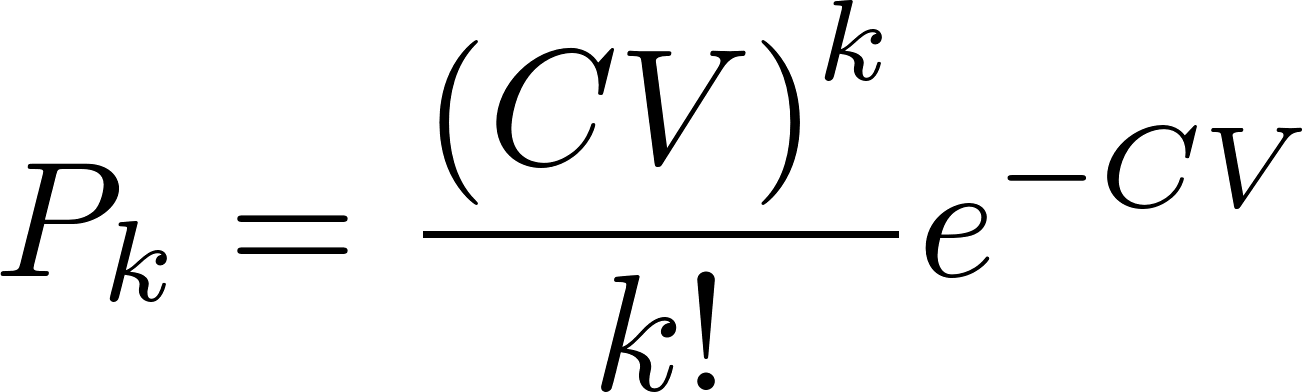 P_k = \frac{(CV)^k}{k!} e^{-CV}